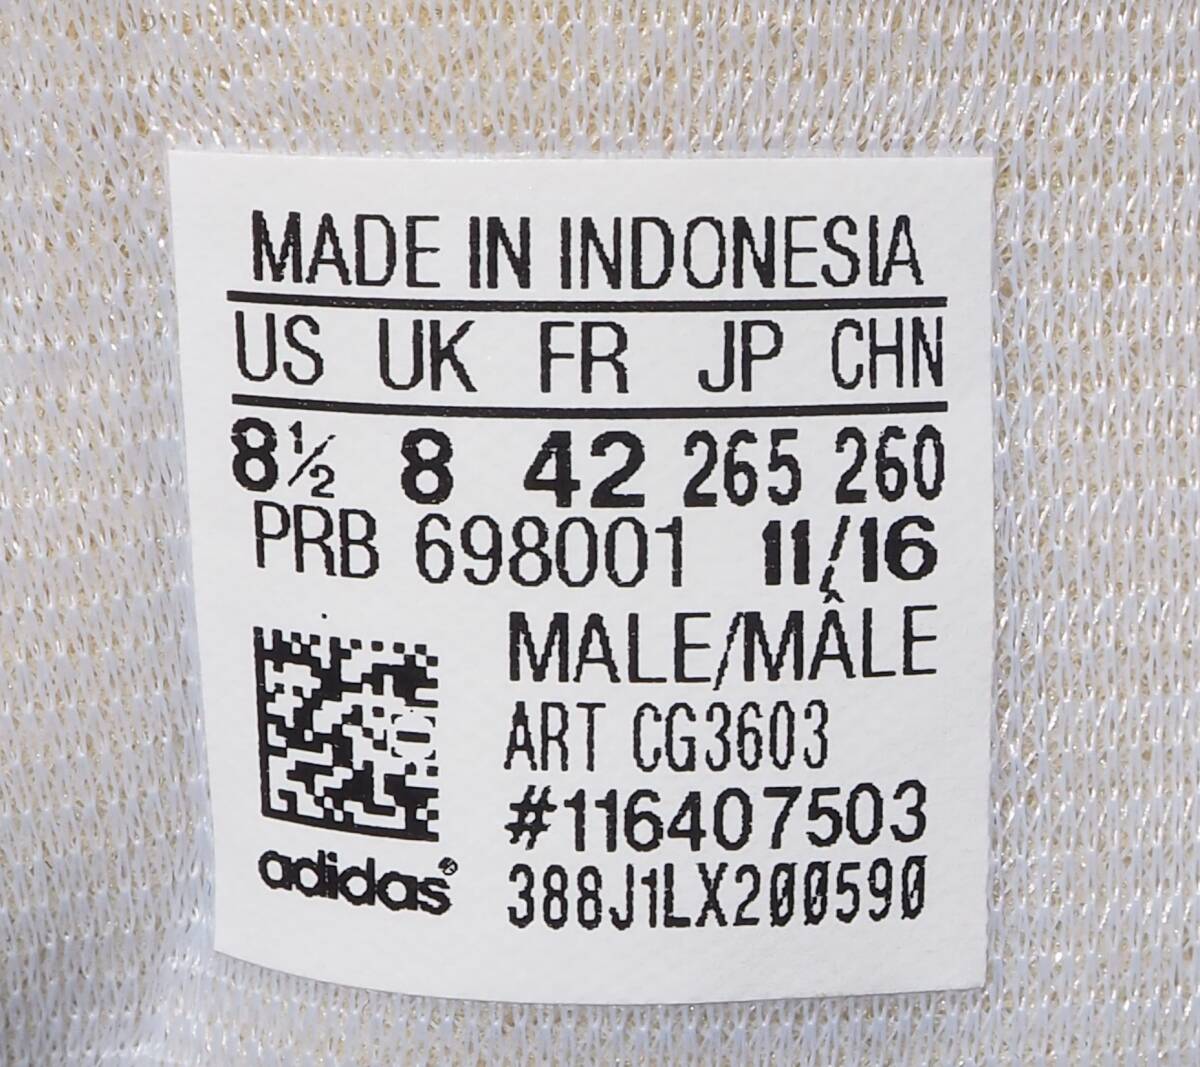 MADE IN INDONESIA
US UK FR JP CHN
8½ 8 42 265 260
PRB 698001 11/16
MALE/MÂLE
ART CG3603
#116407503
adidas®
388J1LX200590